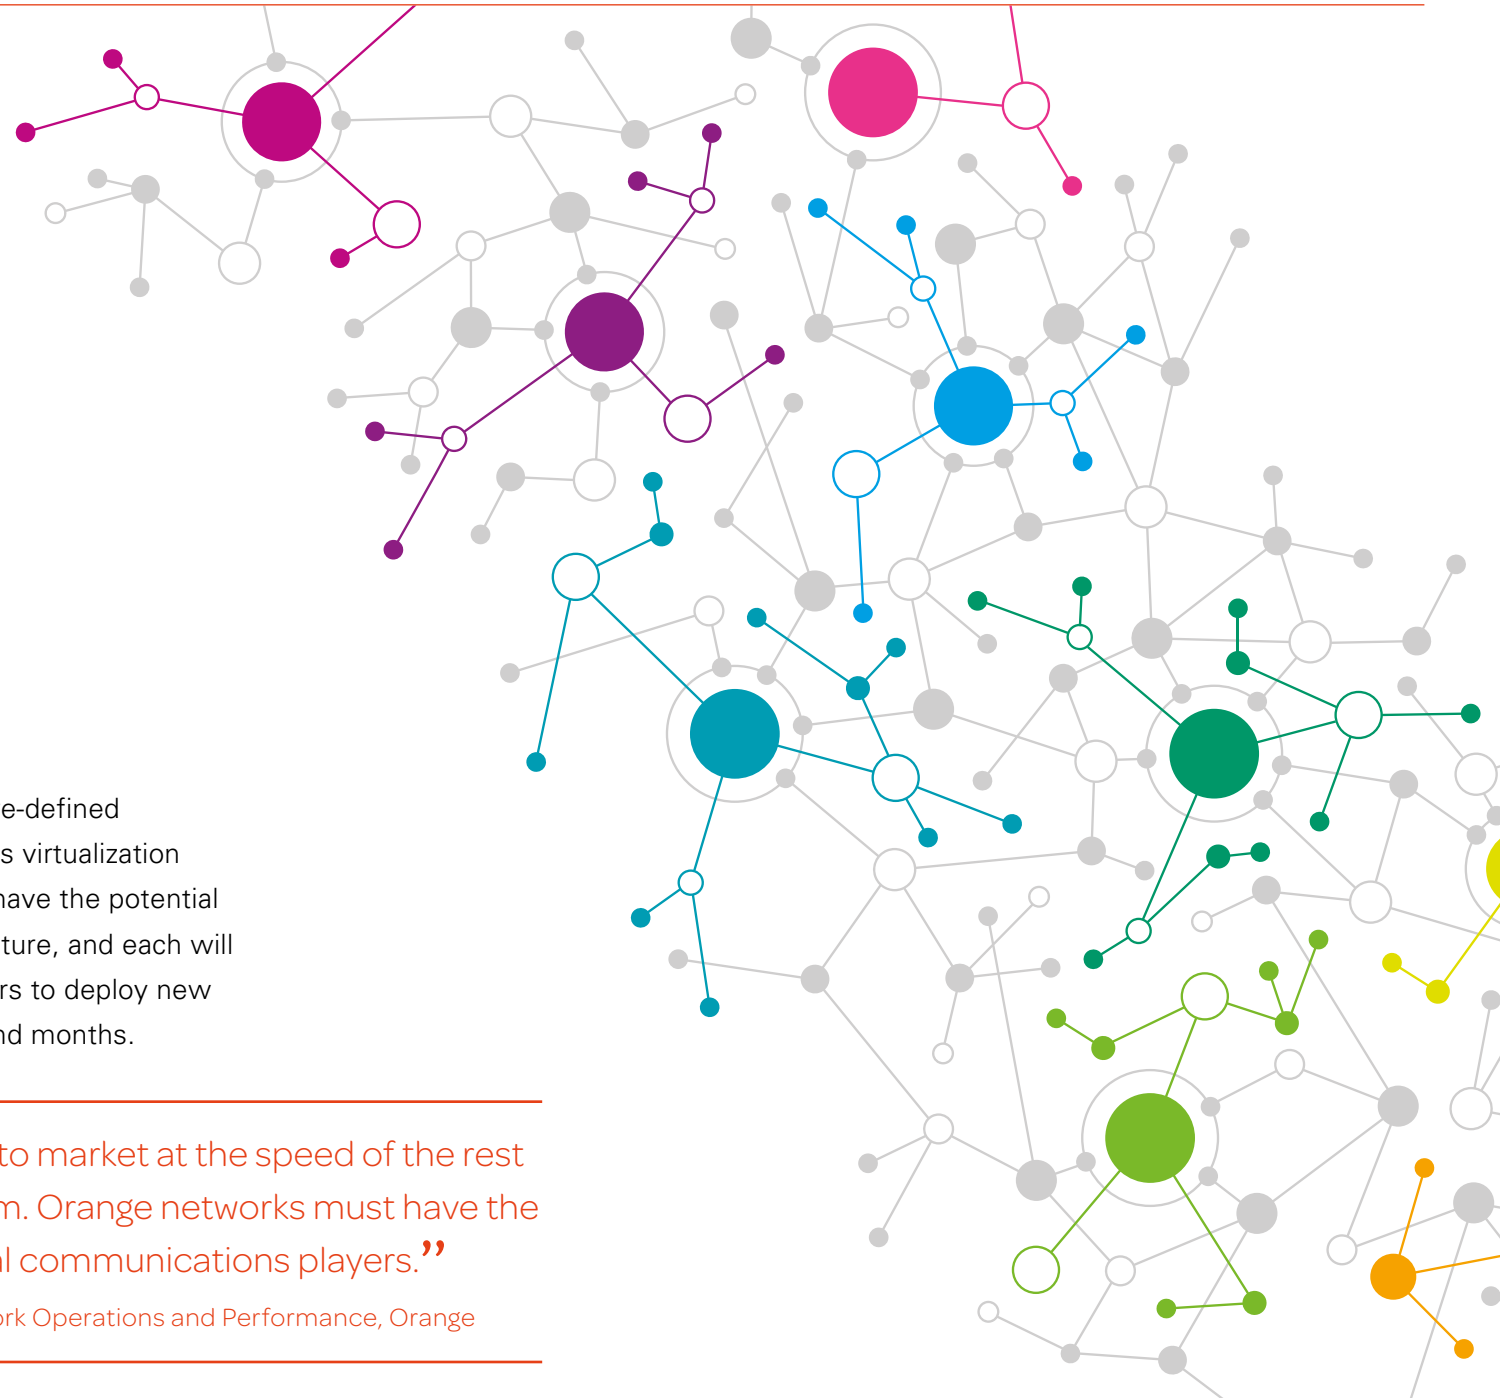 e-defined
s virtualization
have the potential
ture, and each will
rs to deploy new
nd months.
to market at the speed of the rest
m. Orange networks must have the
l communications players.”
ork Operations and Performance, Orange